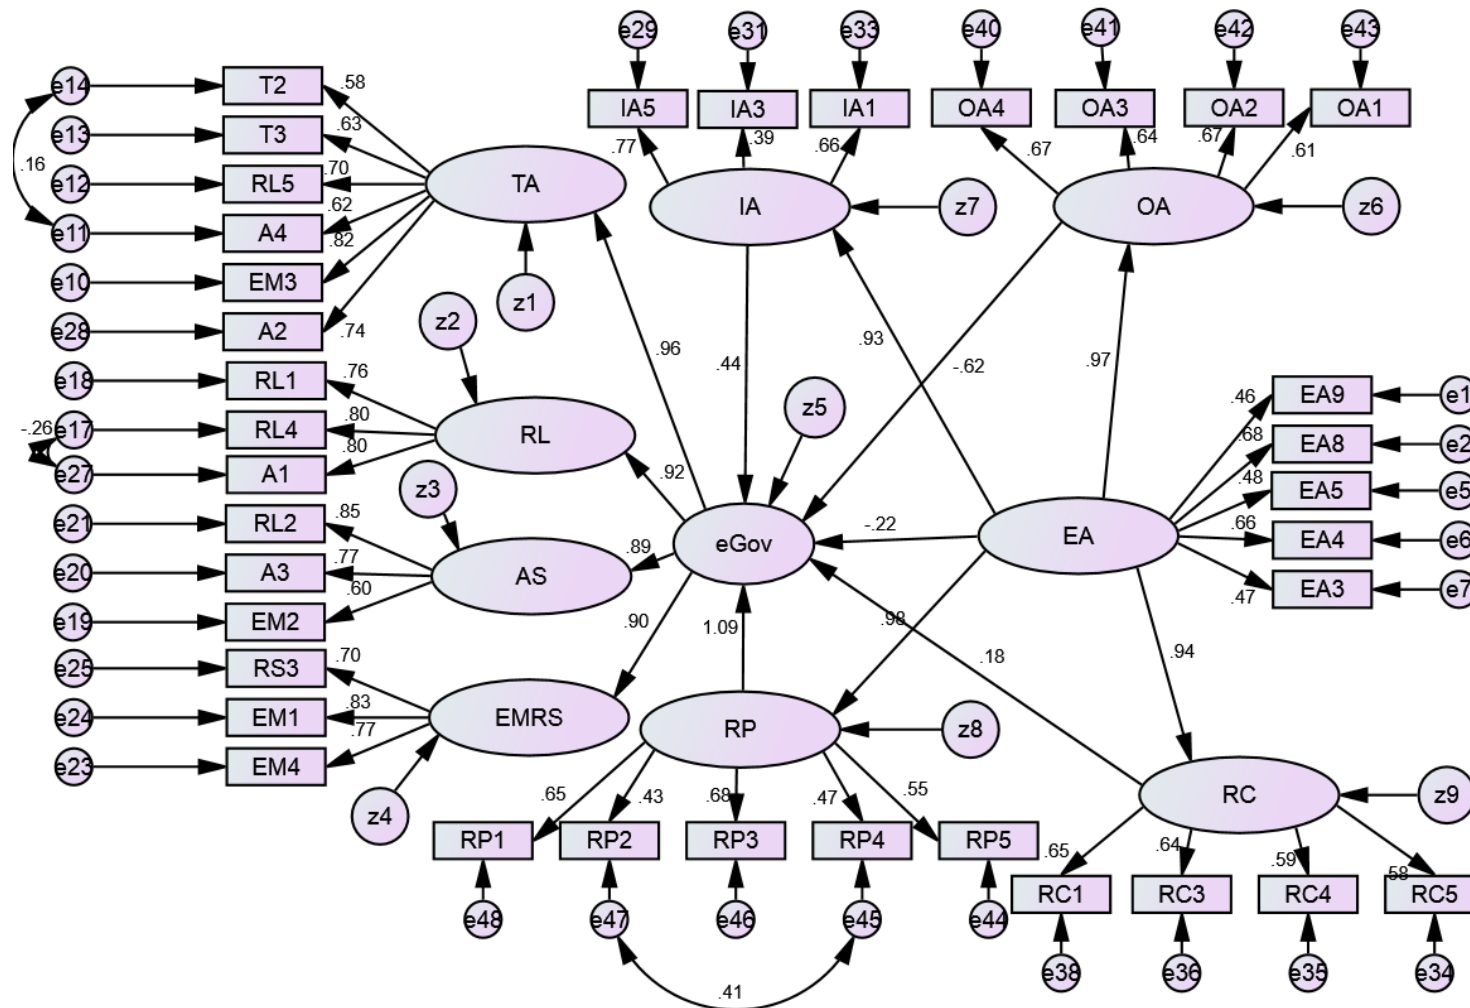 e29 e31 e33 e40 e41 e42 e43
IA5 IA3 IA1 OA4 OA3 OA2 OA1
.77 .39 .66 .67 .64 .67 .61
e14 T2 .58
e13 T3 .63
.16
e12 RL5 .70
e11 A4 .62
e10 EM3 .82
e28 A2 .74
TA IA z7 OA z6
z1
z2
.96 .44 .93 -.62 .97
e18 RL1 .76
-.26 e17 RL4 .80
e27 A1 .80
RL z5
.92
z3
e21 RL2 .85
e20 A3 .77
e19 EM2 .60
AS .89 eGov -.22 EA
.46 EA9 e1
.68 EA8 e2
.48 EA5 e5
.66 EA4 e6
.47 EA3 e7
.90 1.09 .98 .18 .94
e25 RS3 .70
e24 EM1 .83
e23 EM4 .77
EMRS RP z8
z4
RC z9
.65 .43 .68 .47 .55
RP1 RP2 RP3 RP4 RP5
e48 e47 e46 e45 e44
.41
.65 .64 .59 .58
RC1 RC3 RC4 RC5
e38 e36 e35 e34